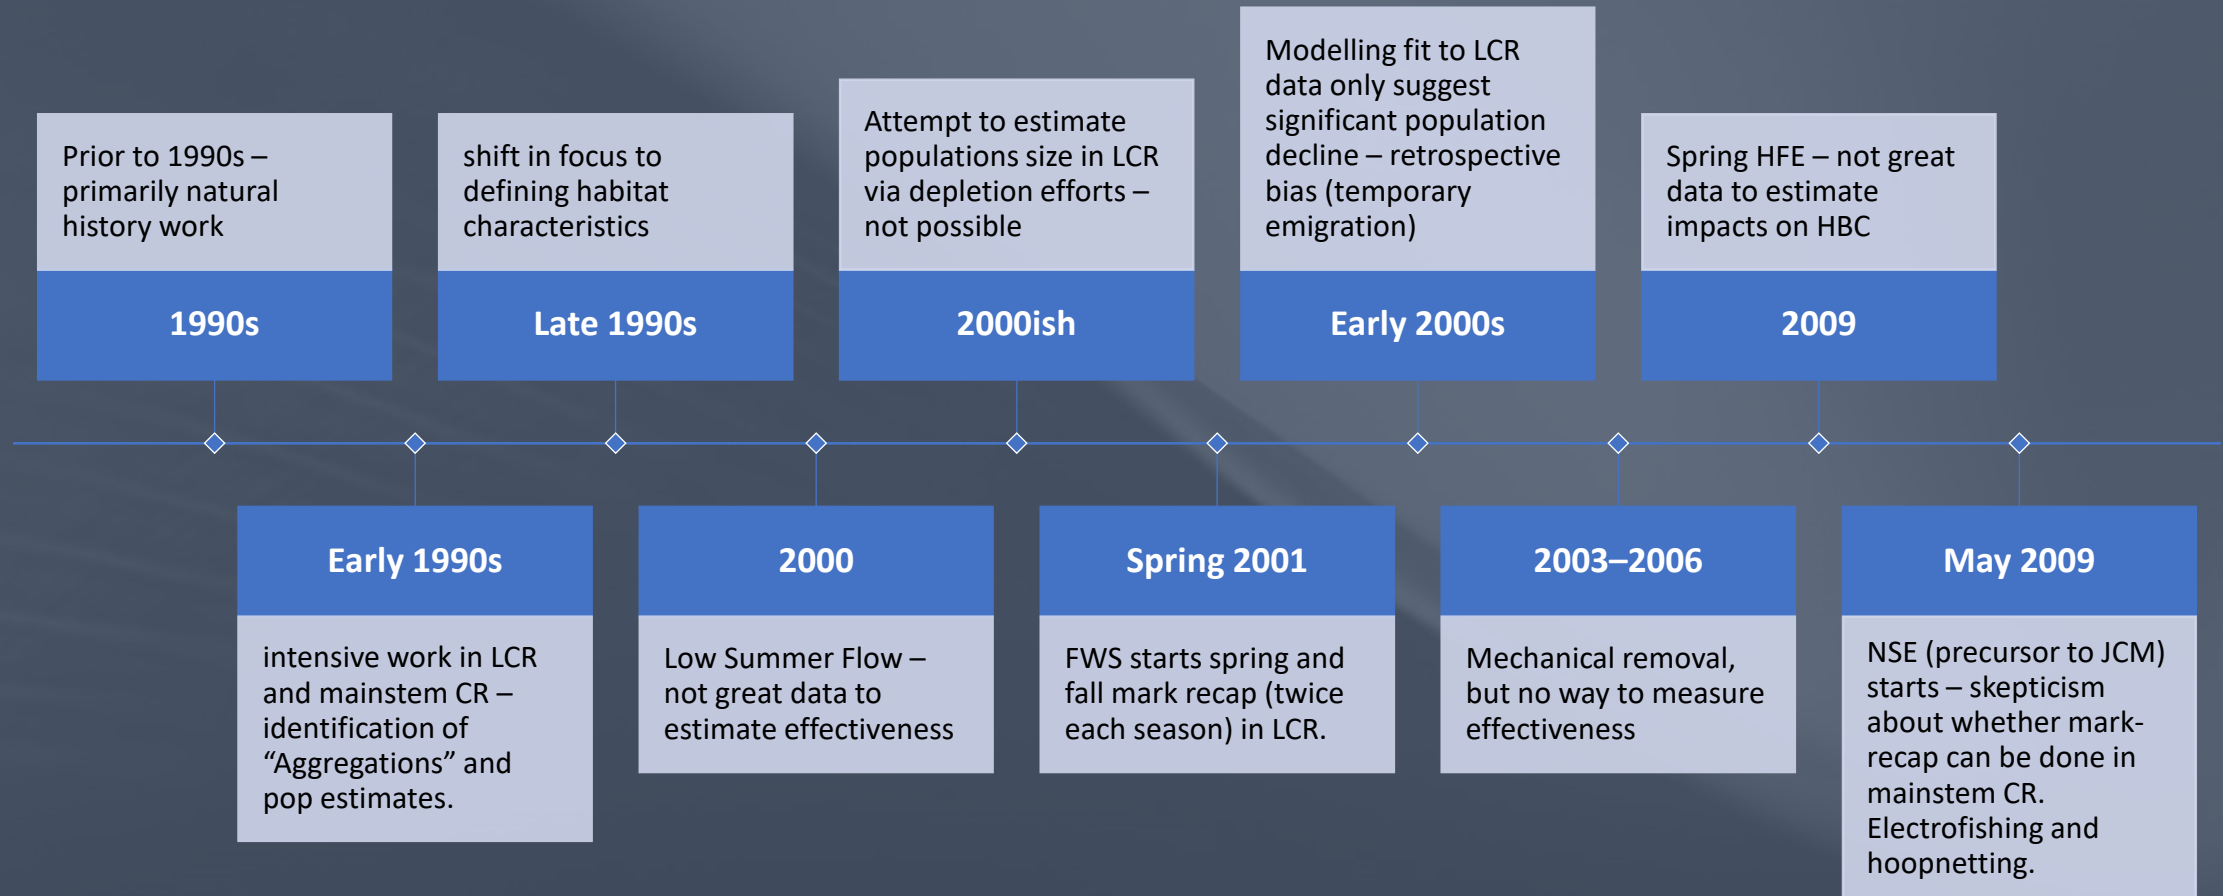 Prior to 1990s –
primarily natural
history work
1990s
Early 1990s
intensive work in LCR
and mainstem CR –
identification of
“Aggregations” and
pop estimates.
shift in focus to
defining habitat
characteristics
Late 1990s
2000
Low Summer Flow –
not great data to
estimate effectiveness
Attempt to estimate
populations size in LCR
via depletion efforts –
not possible
2000ish
Spring 2001
FWS starts spring and
fall mark recap (twice
each season) in LCR.
Modelling fit to LCR
data only suggest
significant population
decline – retrospective
bias (temporary
emigration)
Early 2000s
2003–2006
Mechanical removal,
but no way to measure
effectiveness
Spring HFE – not great
data to estimate
impacts on HBC
2009
May 2009
NSE (precursor to JCM)
starts – skepticism
about whether mark-
recap can be done in
mainstem CR.
Electrofishing and
hoopnetting.